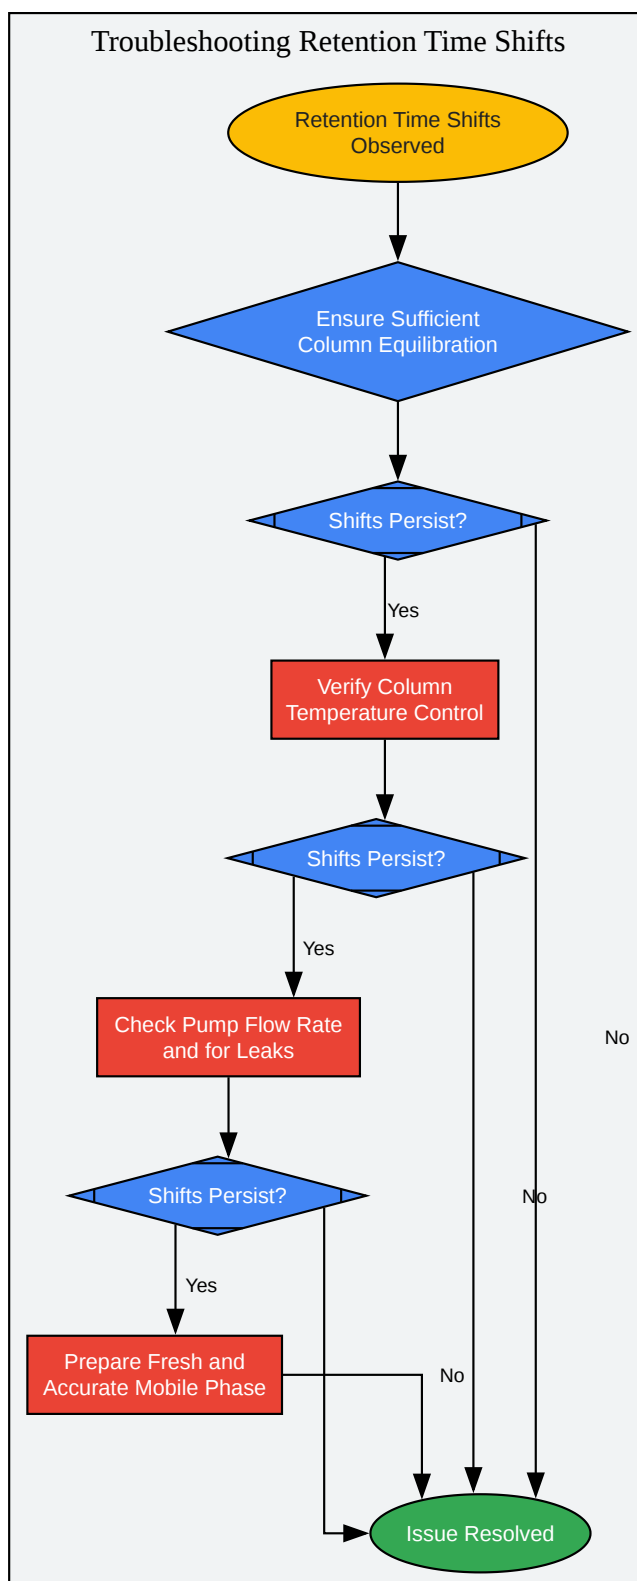 Troubleshooting Retention Time Shifts
Retention Time Shifts
Observed
Ensure Sufficient
Column Equilibration
Shifts Persist?
Yes
Verify Column
Temperature Control
Shifts Persist?
Yes
Check Pump Flow Rate
and for Leaks
No
Shifts Persist?
No
Yes
Prepare Fresh and
Accurate Mobile Phase
No
Issue Resolved